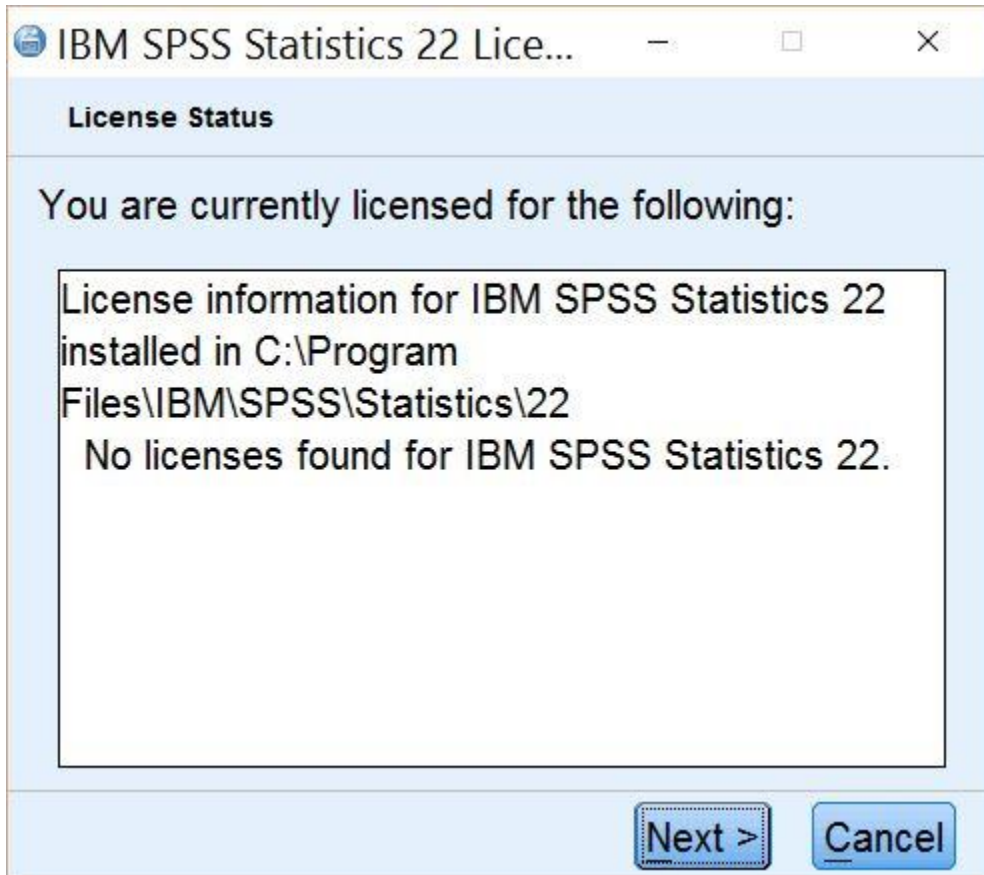 IBM SPSS Statistics 22 Lice...
License Status
You are currently licensed for the following:
License information for IBM SPSS Statistics 22
installed in C:\Program
Files\IBM\SPSS\Statistics\22
No licenses found for IBM SPSS Statistics 22.
Next >
Cancel